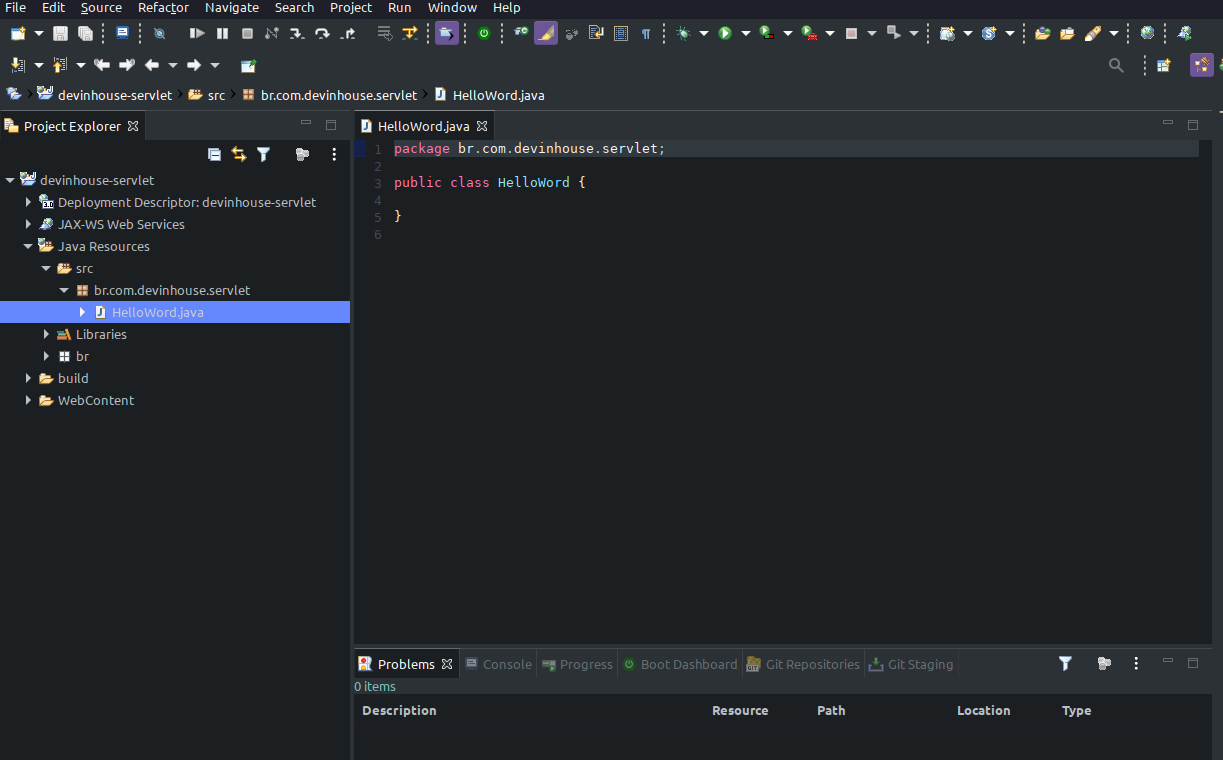 File Edit Source Refactor Navigate Search Project Run Window Help
devinhouse-servlet src br.com.devinhouse.servlet HelloWord.java
Project Explorer
devinhouse-servlet
Deployment Descriptor: devinhouse-servlet
JAX-WS Web Services
Java Resources
src
br.com.devinhouse.servlet
HelloWord.java
Libraries
br
build
WebContent
HelloWord.java
1 package br.com.devinhouse.servlet;
2
3 public class HelloWord {
4
5 }
6
Problems Console Progress Boot Dashboard Git Repositories Git Staging
0 items
Description Resource Path Location Type